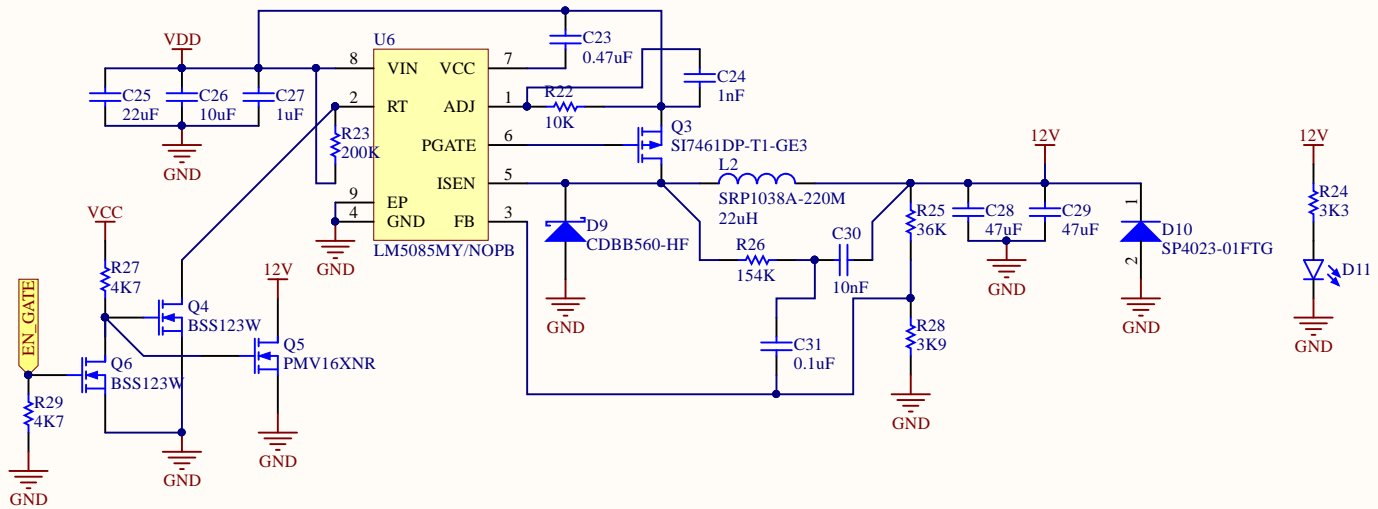 VDD
C25
22uF
C26
10uF
C27
1uF
GND
U6
8
VIN
VCC
7
2
RT
ADJ
1
PGATE
6
ISEN
5
9
EP
4
GND
FB
3
LM5085MY/NOPB
R23
200K
GND
C23
0.47uF
C24
1nF
R22
10K
Q3
SI7461DP-T1-GE3
L2
SRP1038A-220M
22uH
D9
CDBB560-HF
GND
R26
154K
C30
10nF
C31
0.1uF
R25
36K
R28
3K9
GND
C28
47uF
C29
47uF
GND
12V
1
D10
SP4023-01FTG
2
GND
12V
R24
3K3
D11
GND
VCC
R27
4K7
Q4
BSS123W
12V
Q5
PMV16XNR
GND
EN_GATE
Q6
BSS123W
R29
4K7
GND
GND